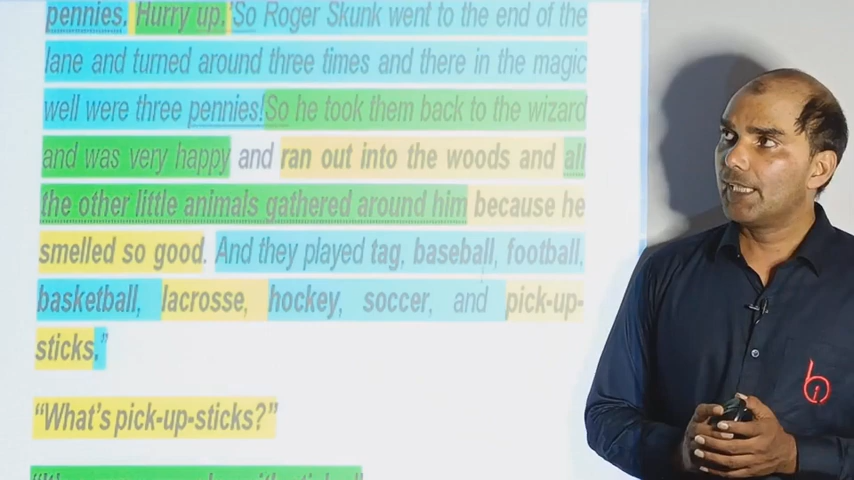 pennies. Hurry up.'So Roger Skunk went to the end of the
lane and turned around three times and there in the magic
well were three pennies!So he took them back to the wizard
and was very happy and ran out into the woods and all
the other little animals gathered around him because he
smelled so good. And they played tag, baseball, football,
basketball, lacrosse, hockey, soccer, and pick-up-
sticks."
“What’s pick-up-sticks?”